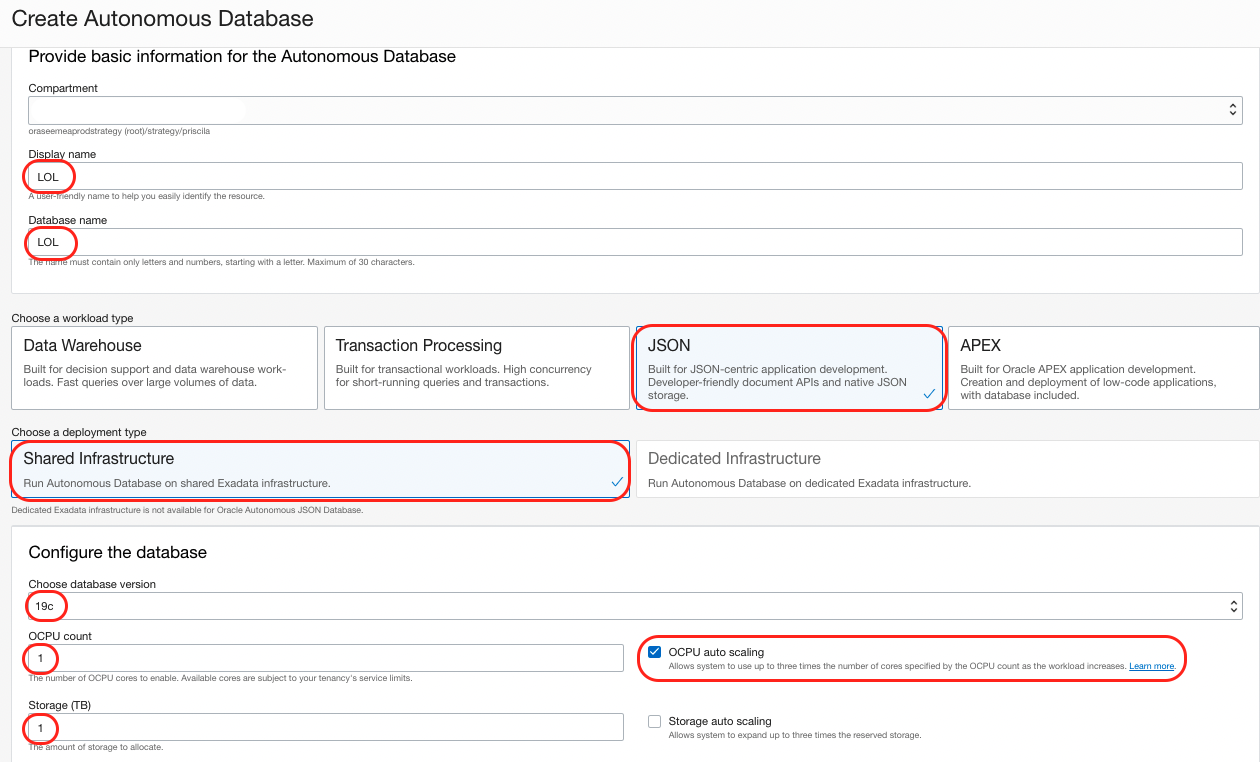 Create Autonomous Database
Provide basic information for the Autonomous Database
Compartment
oraseemeaprodstrategy (root)/strategy/priscila
Display name
LOL
A user-friendly name to help you easily identify the resource.
Database name
LOL
The name must contain only letters and numbers, starting with a letter. Maximum of 30 characters.
Choose a workload type
Data Warehouse
Built for decision support and data warehouse work-
loads. Fast queries over large volumes of data.
Transaction Processing
Built for transactional workloads. High concurrency
for short-running queries and transactions.
JSON
Built for JSON-centric application development.
Developer-friendly document APIs and native JSON
storage.
APEX
Built for Oracle APEX application development.
Creation and deployment of low-code applications,
with database included.
Choose a deployment type
Shared Infrastructure
Run Autonomous Database on shared Exadata infrastructure.
Dedicated Infrastructure
Run Autonomous Database on dedicated Exadata infrastructure.
Dedicated Exadata infrastructure is not available for Oracle Autonomous JSON Database.
Configure the database
Choose database version
19c
OCPU count
1
The number of OCPU cores to enable. Available cores are subject to your tenancy's service limits.
OCPU auto scaling
Allows system to use up to three times the number of cores specified by the OCPU count as the workload increases. Learn more.
Storage (TB)
1
The amount of storage to allocate.
Storage auto scaling
Allows system to expand up to three times the reserved storage.